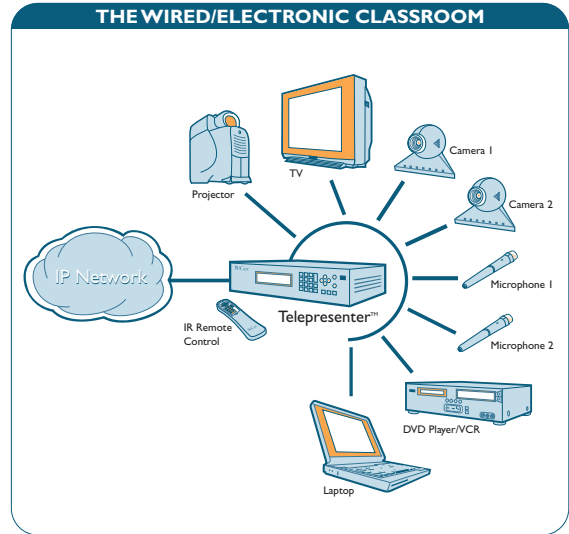 THE WIRED/ELECTRONIC CLASSROOM
Projector
TV
Camera 1
Camera 2
IP Network
Telepresenter™
IR Remote
Control
Microphone 1
Microphone 2
DVD Player/VCR
Laptop